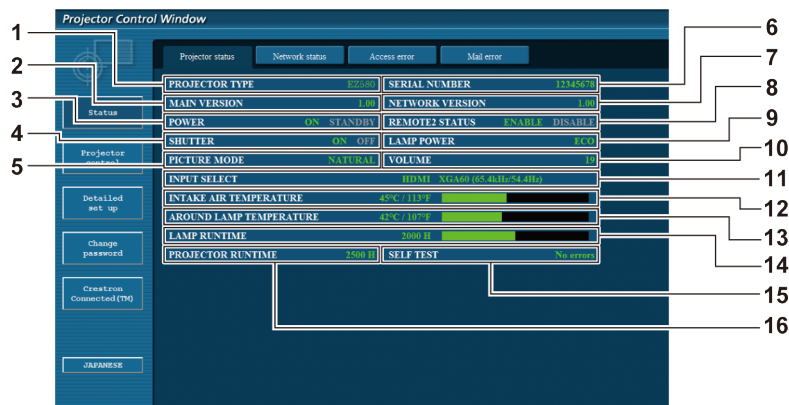 Projector Control Window
Projector status Network status Access error Mail error
Status
Projector
control
Detailed
set up
Change
password
Crestron
Connected(TM)
JAPANESE
PROJECTOR TYPE EZ580 SERIAL NUMBER 12345678
MAIN VERSION 1.00 NETWORK VERSION 1.00
POWER ON STANDBY REMOTE2 STATUS ENABLE DISABLE
SHUTTER ON OFF LAMP POWER ECO
PICTURE MODE NATURAL VOLUME 19
INPUT SELECT HDMI XGA60 (65.4kHz/54.4Hz)
INTAKE AIR TEMPERATURE 45°C / 113°F
AROUND LAMP TEMPERATURE 42°C / 107°F
LAMP RUNTIME 2000 H
PROJECTOR RUNTIME 2500 H SELF TEST No errors
1
2
3
4
5
6
7
8
9
10
11
12
13
14
15
16